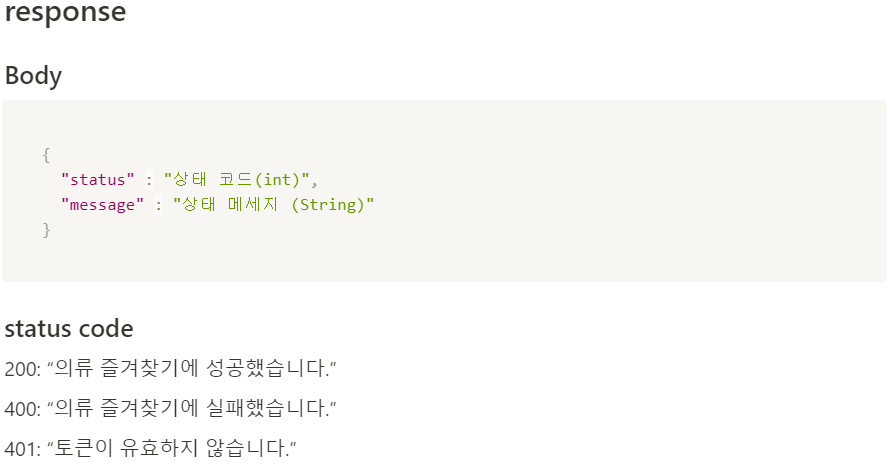 response
Body
{
"status" : "상태 코드(int)",
"message" : "상태 메세지 (String)"
}
status code
200: “의류 즐겨찾기에 성공했습니다.”
400: “의류 즐겨찾기에 실패했습니다.”
401: “토큰이 유효하지 않습니다.”